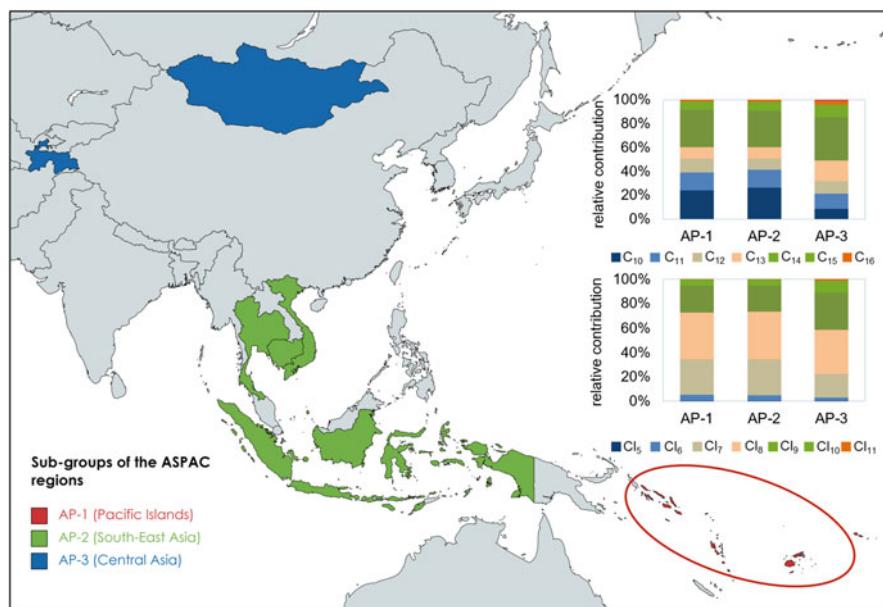 Sub-groups of the ASPAC
regions
AP-1 (Pacific Islands)
AP-2 (South-East Asia)
AP-3 (Central Asia)
relative contribution
100%
80%
60%
40%
20%
0%
AP-1 AP-2 AP-3
C₁₀ C₁₁ C₁₂ C₁₃ C₁₄ C₁₅ C₁₆
relative contribution
100%
80%
60%
40%
20%
0%
AP-1 AP-2 AP-3
Cl₅ Cl₆ Cl₇ Cl₈ Cl₉ Cl₁₀ Cl₁₁